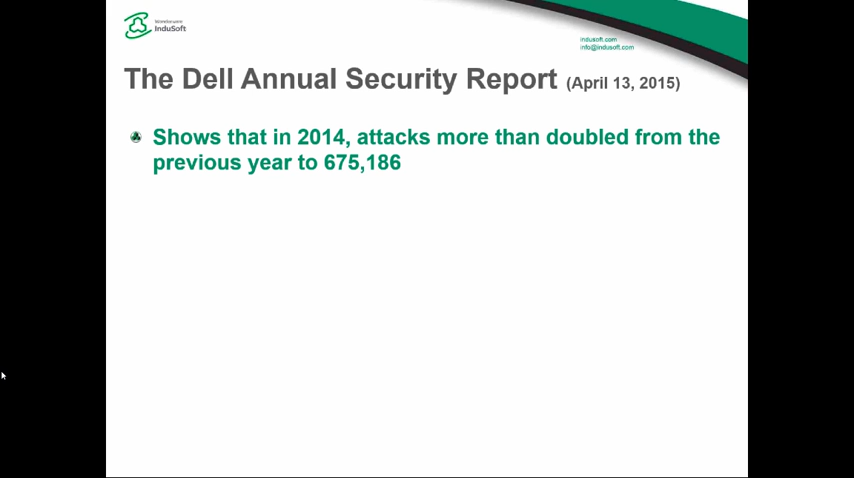 Wonderware
InduSoft
indusoft.com
info@indusoft.com
The Dell Annual Security Report (April 13, 2015)
Shows that in 2014, attacks more than doubled from the
previous year to 675,186